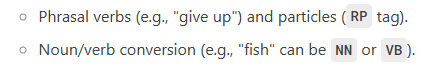 Phrasal verbs (e.g., "give up") and particles (RP tag).
Noun/verb conversion (e.g., "fish" can be NN or VB).